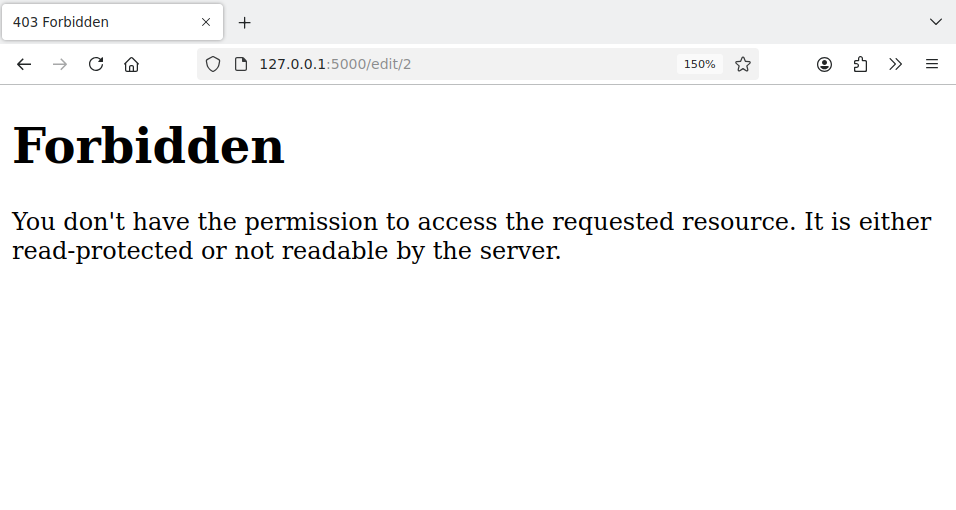 403 Forbidden
127.0.0.1:5000/edit/2
150%
Forbidden
You don't have the permission to access the requested resource. It is either
read-protected or not readable by the server.